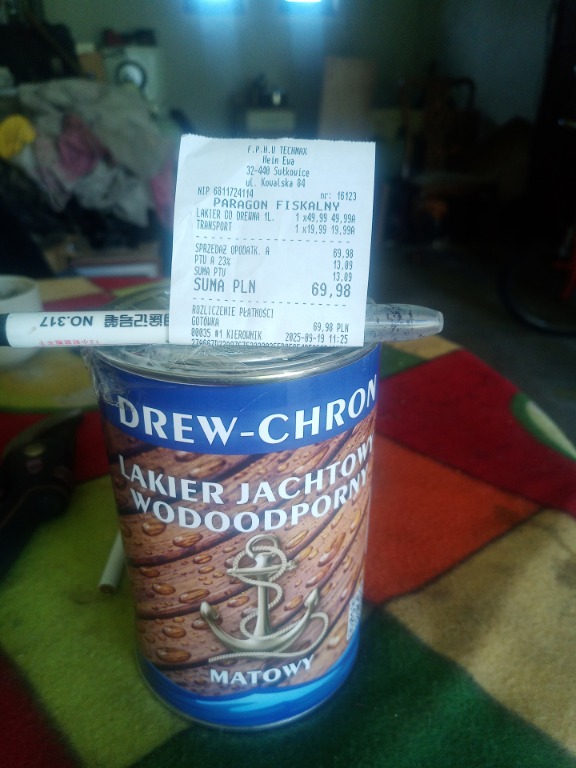 F.P.H.U TECHMAX
Hein Ewa
32-440 Sułkowice
ul. Kowalska 84
NIP 6811724114 nr: 16123
PARAGON FISKALNY
LAKIER DO DREWNA 1L. 1 x49,99 49,99A
TRANSPORT 1 x19,99 19,99A
SPRZEDAŻ OPODATK. A 69,98
PTU A 23% 13,09
SUMA PTU 13,09
SUMA PLN 69,98
ROZLICZENIE PŁATNOŚCI
GOTÓWKA 69,98 PLN
00035 #1 KIEROWNIK 2025-09-19 11:25
NO.317
DREW-CHRON
LAKIER JACHTOWY
WODOODPORNY
MATOWY